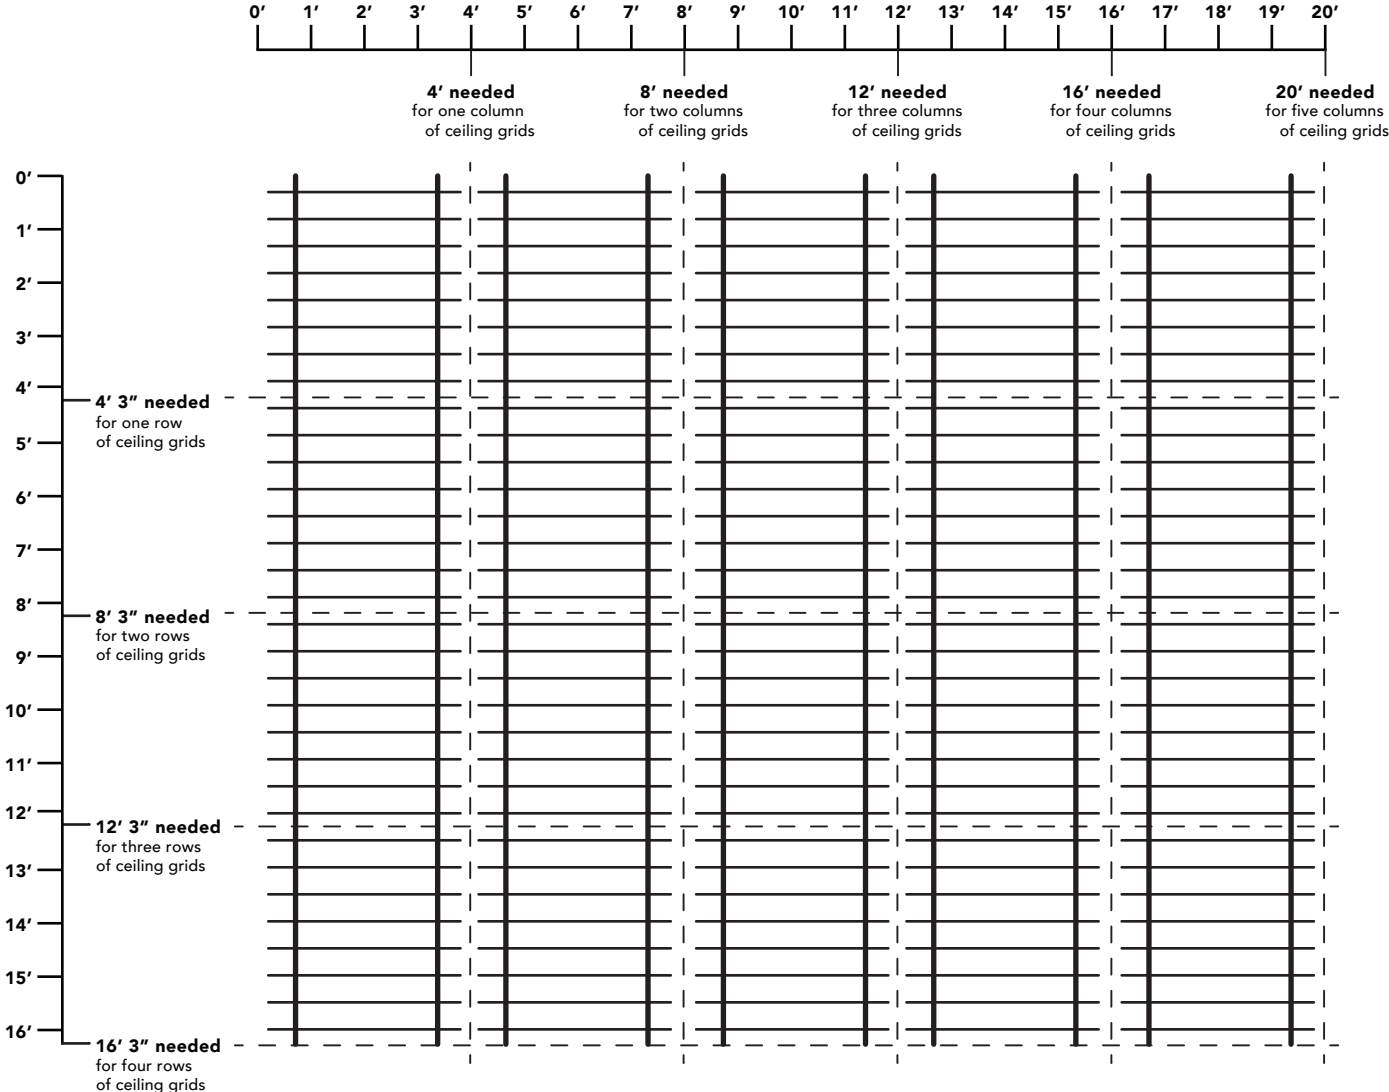 0’ 1’ 2’ 3’ 4’ 5’ 6’ 7’ 8’ 9’ 10’ 11’ 12’ 13’ 14’ 15’ 16’ 17’ 18’ 19’ 20’
4’ needed
for one column
of ceiling grids
8’ needed
for two columns
of ceiling grids
12’ needed
for three columns
of ceiling grids
16’ needed
for four columns
of ceiling grids
20’ needed
for five columns
of ceiling grids
0’
1’
2’
3’
4’
4’ 3” needed
for one row
of ceiling grids
5’
6’
7’
8’
8’ 3” needed
for two rows
of ceiling grids
9’
10’
11’
12’
12’ 3” needed
for three rows
of ceiling grids
13’
14’
15’
16’
16’ 3” needed
for four rows
of ceiling grids